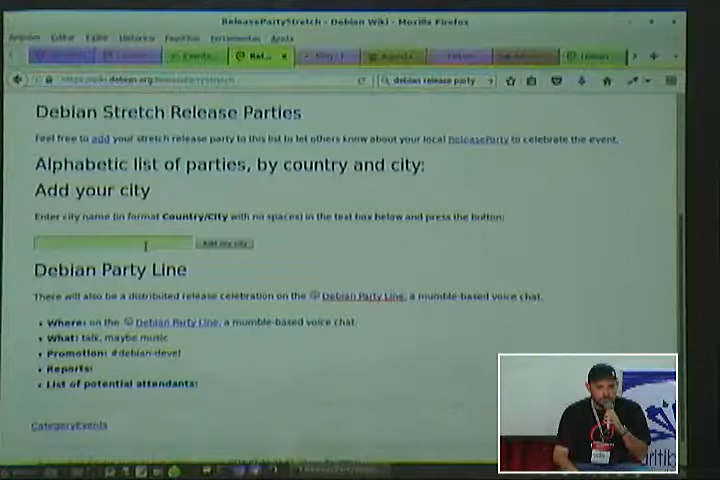 ReleasePartyStretch - Debian Wiki - Mozilla Firefox
Arquivo Editar Exibir Histórico Favoritos Ferramentas Ajuda
debian release party
Debian Stretch Release Parties
Feel free to add your stretch release party to this list to let others know about your local ReleaseParty to celebrate the event.
Alphabetic list of parties, by country and city:
Add your city
Enter city name (in format Country/City with no spaces) in the text box below and press the button:
Add my city
Debian Party Line
There will also be a distributed release celebration on the Debian Party Line, a mumble-based voice chat.
Where: on the Debian Party Line, a mumble-based voice chat.
What: talk, maybe music
Promotion: #debian-devel
Reports:
List of potential attendants:
CategoryEvents